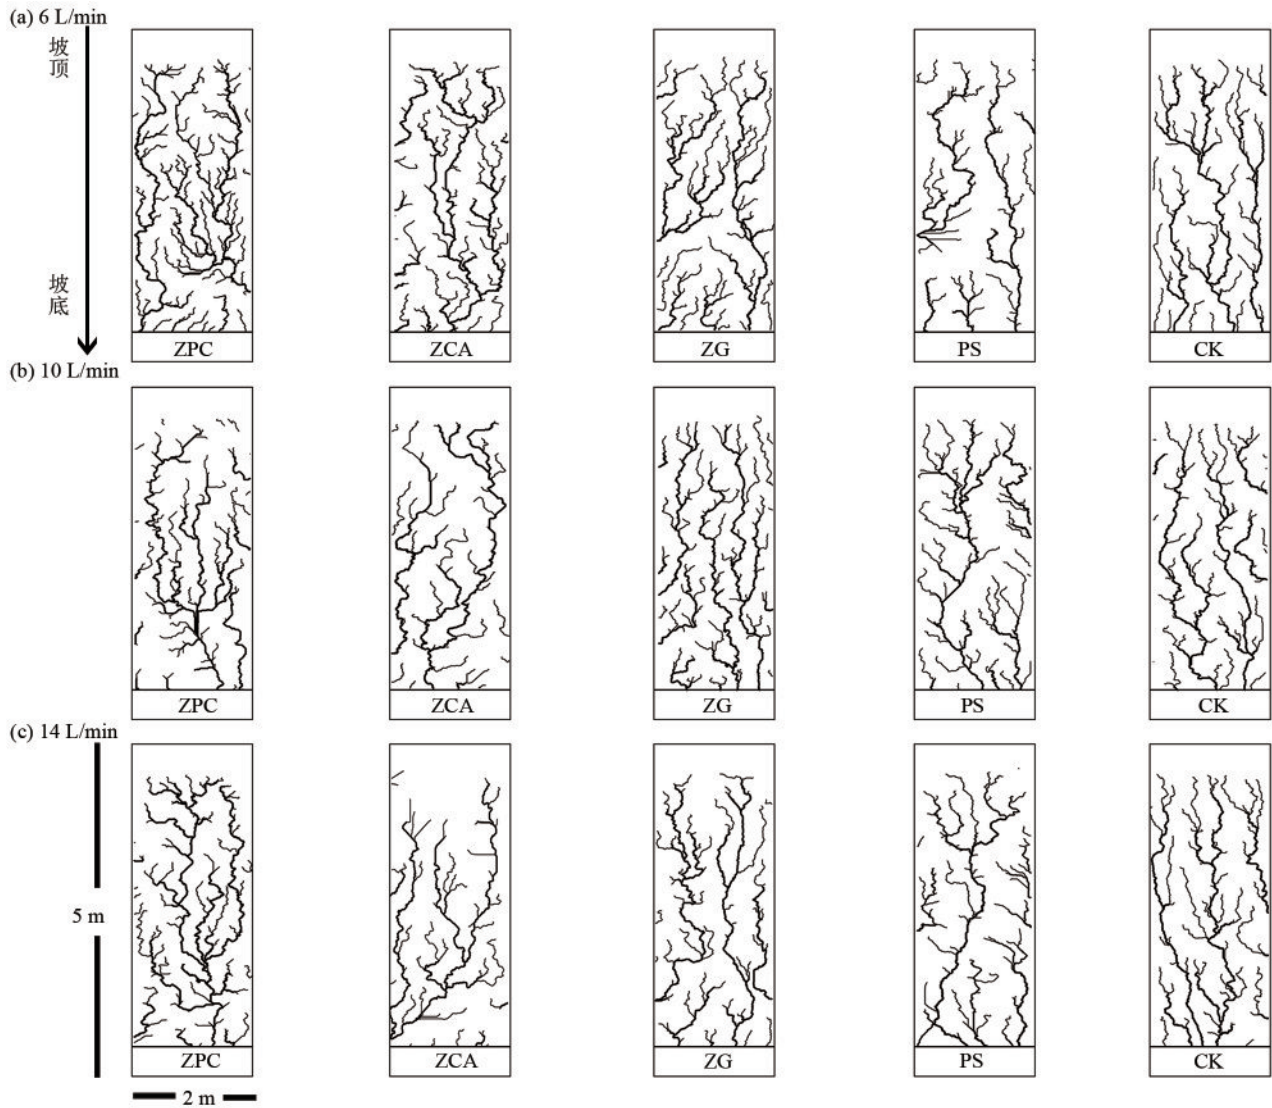 (a) 6 L/min
坡顶
坡底
ZPC ZCA ZG PS CK
(b) 10 L/min
ZPC ZCA ZG PS CK
(c) 14 L/min
5 m
ZPC ZCA ZG PS CK
2 m